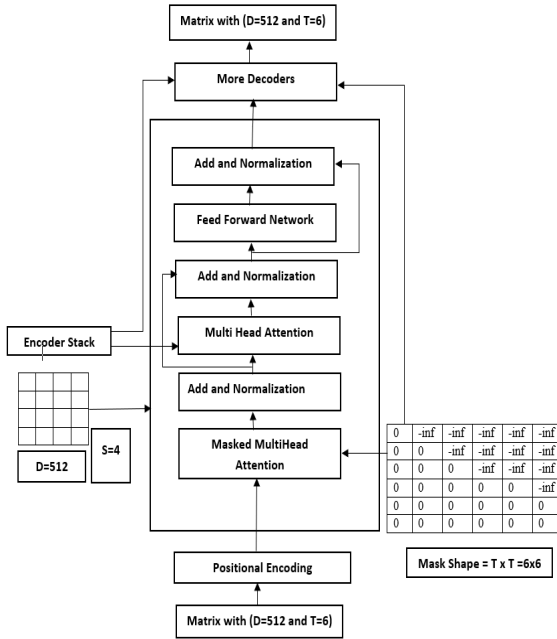 Matrix with (D=512 and T=6)
More Decoders
Add and Normalization
Feed Forward Network
Add and Normalization
Multi Head Attention
Encoder Stack
Add and Normalization
Masked MultiHead
Attention
S=4
D=512
0 -inf -inf -inf -inf -inf
0 0 -inf -inf -inf -inf
0 0 0 -inf -inf -inf
0 0 0 0 0 -inf
0 0 0 0 0 0
0 0 0 0 0 0
Mask Shape = T x T =6x6
Positional Encoding
Matrix with (D=512 and T=6)